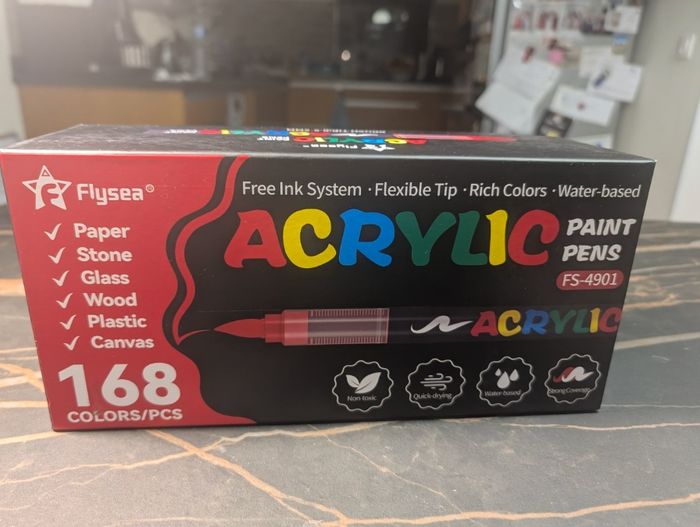 Flysea®
Paper
Stone
Glass
Wood
Plastic
Canvas
168
COLORS/PCS
Free Ink System · Flexible Tip · Rich Colors · Water-based
ACRYLIC PAINT
PENS
FS-4901
ACRYLIC
Non-toxic
Quick-drying
Water-based
Strong Coverage